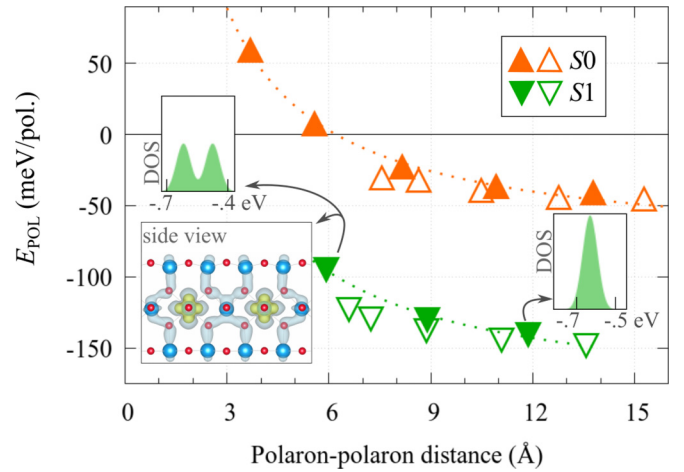 50
0
-50
-100
-150
E_POL (meV/pol.)
S0
S1
DOS
-.7
-.4 eV
side view
DOS
-.7
-.5 eV
0
3
6
9
12
15
Polaron-polaron distance (Å)